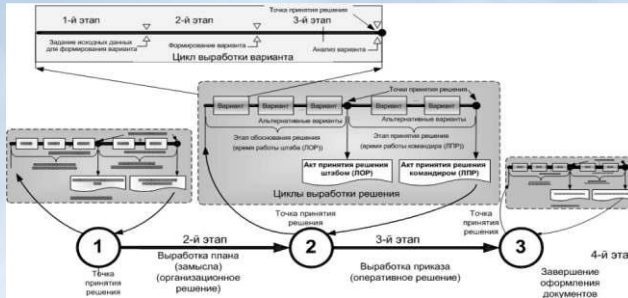 1-й этап
2-й этап
3-й этап
Точка принятия решения
Задание исходных данных
для формирования варианта
Формирование варианта
Анализ варианта
Цикл выработки варианта
Точки принятия решения
Вариант
Вариант
Вариант
Вариант
Вариант
Альтернативные варианты
Альтернативные варианты
Этап обоснования решения
(время работы штаба (ЛОР)
Этап принятия решения
(время работы командира (ЛПР)
Акт принятия решения
штабом (ЛОР)
Акт принятия решения
командиром (ЛПР)
Циклы выработки решения
Точка принятия
решения
Точка
принятия
решения
1
2-й этап
2
3-й этап
3
4-й этап
Точка
принятия
решения
Выработка плана
(замысла)
(организационное
решение)
Выработка приказа
(оперативное решение)
Завершение
оформления
документов